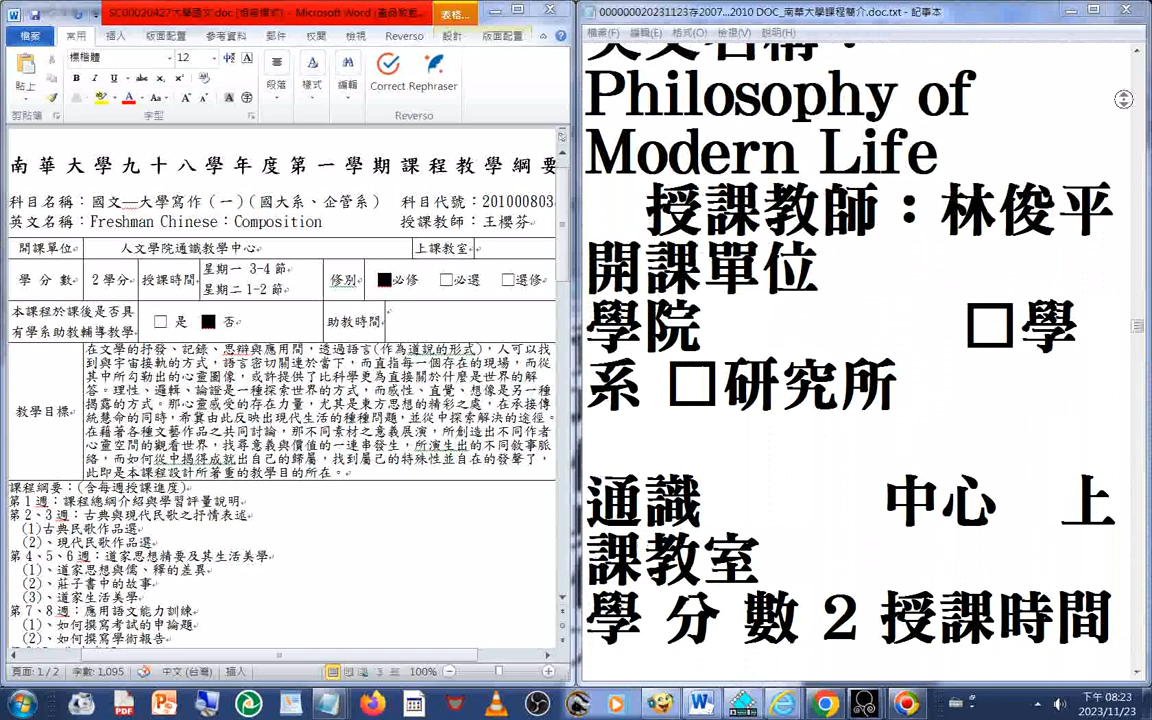 SC00020427大學國文.doc [相容模式] - Microsoft Word (產品啟動...
表格...
檔案 常用 插入 版面配置 參考資料 郵件 校閱 檢視 Reverso 設計 版面配置
標楷體 12
貼上 段落 樣式 編輯 Correct Rephraser
剪貼簿 字型 Reverso
南華大學九十八學年度第一學期課程教學綱要
科目名稱：國文—大學寫作(一)(國大系、企管系) 科目代號：201000803
英文名稱：Freshman Chinese：Composition 授課教師：王櫻芬
開課單位 人文學院通識教學中心 上課教室
學 分 數 2學分 授課時間 星期一 3-4節 修別 ■必修 □必選 □選修
星期二1-2節
本課程於課後是否具
有學系助教輔導教學 □ 是 ■ 否 助教時間
教學目標
在文學的抒發、記錄、思辯與應用間，透過語言(作為道說的形式)，人可以找
到與宇宙接軌的方式，語言密切關連於當下，而直指每一個存在的現場，而從
其中所勾勒出的心靈圖像，或許提供了比科學更為直接關於什麼是世界的解
答。理性、邏輯、論證是一種探索世界的方式，而感性、直覺、想像是另一種
揭露的方式。那心靈感受的存在力量，尤其是東方思想的精彩之處，在承接傳
統慧命的同時，希冀由此反映出現代生活的種種問題，並從中探索解決的途徑。
在藉著各種文藝作品之共同討論，那不同素材之意義展演，所創造出不同作者
心靈空間的觀看世界，找尋意義與價值的一連串發生，所演生出的不同敘事脈
絡，而如何從中揭得成就出自己的歸屬，找到屬己的特殊性並自在的發聲了，
此即是本課程設計所著重的教學目的所在。
課程綱要：(含每週授課進度)
第1週：課程總綱介紹與學習評量說明
第2、3週：古典與現代民歌之抒情表述
(1)古典民歌作品選
(2)、現代民歌作品選
第4、5、6週：道家思想精要及其生活美學
(1)、道家思想與儒、釋的差異
(2)、莊子書中的故事
(3)、道家生活美學
第7、8週：應用語文能力訓練
(1)、如何撰寫考試的申論題
(2)、如何撰寫學術報告
頁面：1/2 字數：1,095 中文(台灣) 插入 100%
000000020231123存2007...2010 DOC_南華大學課程簡介.doc.txt - 記事本
檔案(F) 編輯(E) 格式(O) 檢視(V) 說明(H)
英文名稱：
Philosophy of
Modern Life
授課教師：林俊平
開課單位
學院 □學
系 □研究所
通識 中心 上
課教室
學 分 數 2 授課時間
下午 08:23
2023/11/23